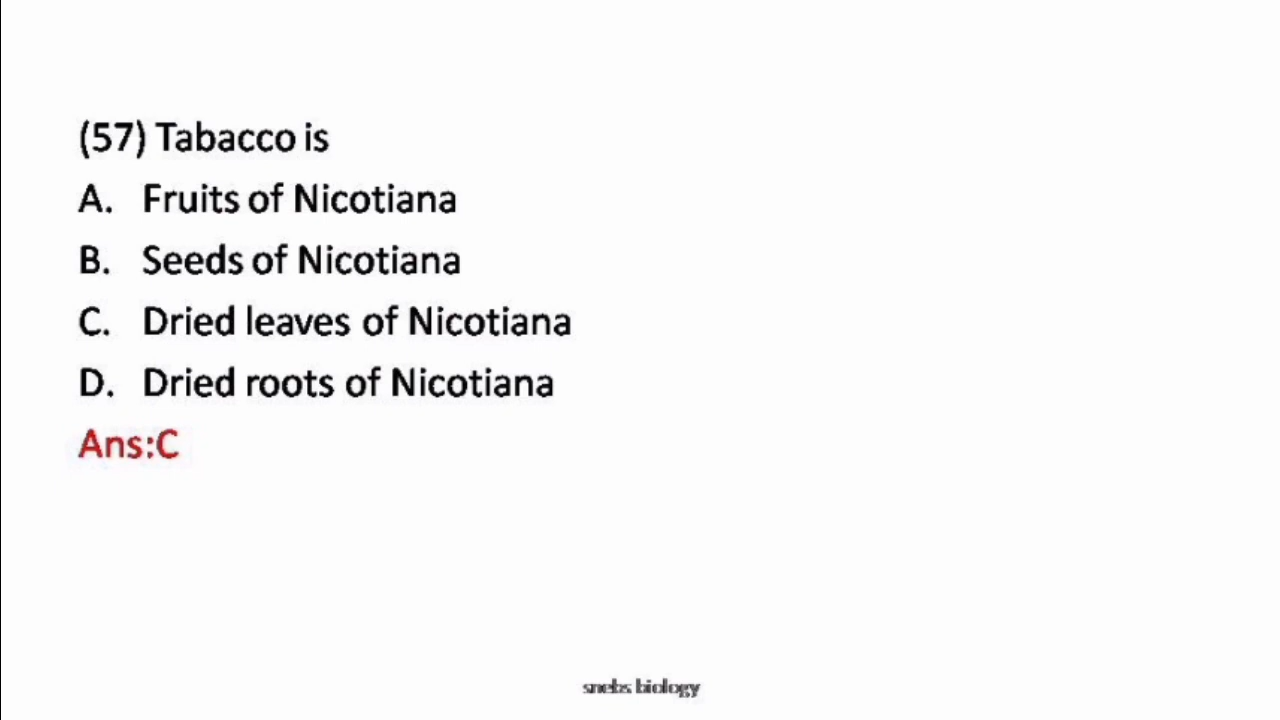 (57) Tabacco is
A. Fruits of Nicotiana
B. Seeds of Nicotiana
C. Dried leaves of Nicotiana
D. Dried roots of Nicotiana
Ans:C
snebs biology